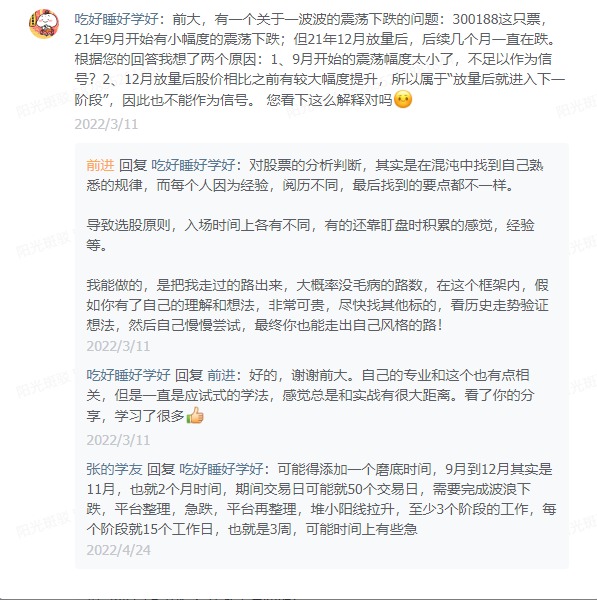 吃好睡好学好：前大，有一个关于一波波的震荡下跌的问题：300188这只票，
21年9月开始有小幅度的震荡下跌；但21年12月放量后，后续几个月一直在跌。
根据您的回答我想了两个原因：1、9月开始的震荡幅度太小了，不足以作为信
号？2、12月放量后股价相比之前有较大幅度提升，所以属于“放量后就进入下一
阶段”，因此也不能作为信号。 您看下这么解释对吗
2022/3/11
前进 回复 吃好睡好学好：对股票的分析判断，其实是在混沌中找到自己熟
悉的规律，而每个人因为经验，阅历不同，最后找到的要点都不一样。
导致选股原则，入场时间上各有不同，有的还靠盯盘时积累的感觉，经验
等。
我能做的，是把我走过的路出来，大概率没毛病的路数，在这个框架内，假
如你有了自己的理解和想法，非常可贵，尽快找其他标的，看历史走势验证
想法，然后自己慢慢尝试，最终你也能走出自己风格的路！
2022/3/11
吃好睡好学好 回复 前进：好的，谢谢前大。自己的专业和这个也有点相
关，但是一直是应试式的学法，感觉总是和实战有很大距离。看了你的分
享，学习了很多
2022/3/11
张的学友 回复 吃好睡好学好：可能得添加一个磨底时间，9月到12月其实是
11月，也就2个月时间，期间交易日可能就50个交易日，需要完成波浪下
跌，平台整理，急跌，平台再整理，堆小阳线拉升，至少3个阶段的工作，每
个阶段就15个工作日，也就是3周，可能时间上有些急
2022/4/24